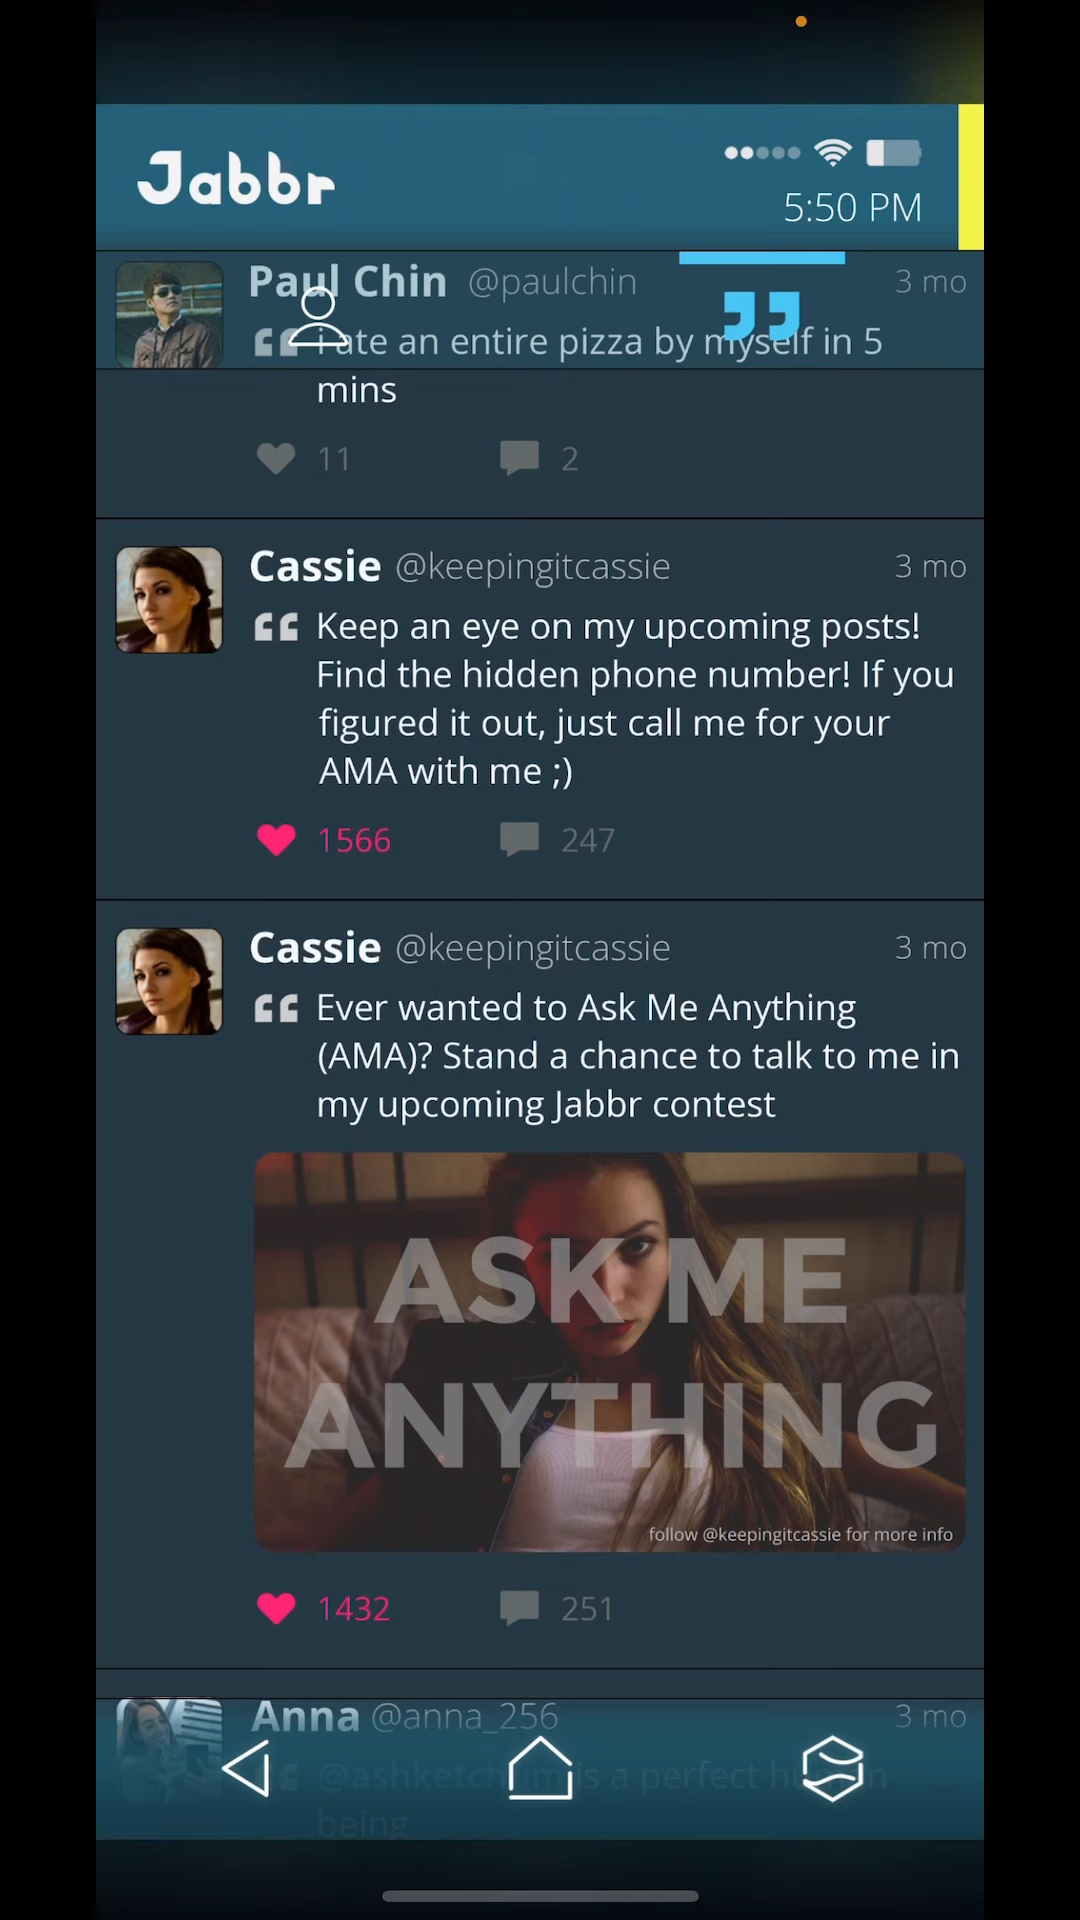 Jabbr
5:50 PM
Paul Chin @paulchin 3 mo
I ate an entire pizza by myself in 5
mins
11 2
Cassie @keepingitcassie 3 mo
Keep an eye on my upcoming posts!
Find the hidden phone number! If you
figured it out, just call me for your
AMA with me ;)
1566 247
Cassie @keepingitcassie 3 mo
Ever wanted to Ask Me Anything
(AMA)? Stand a chance to talk to me in
my upcoming Jabbr contest
ASK ME
ANYTHING
follow @keepingitcassie for more info
1432 251
Anna @anna_256 3 mo
@ashketchum is a perfect human
being